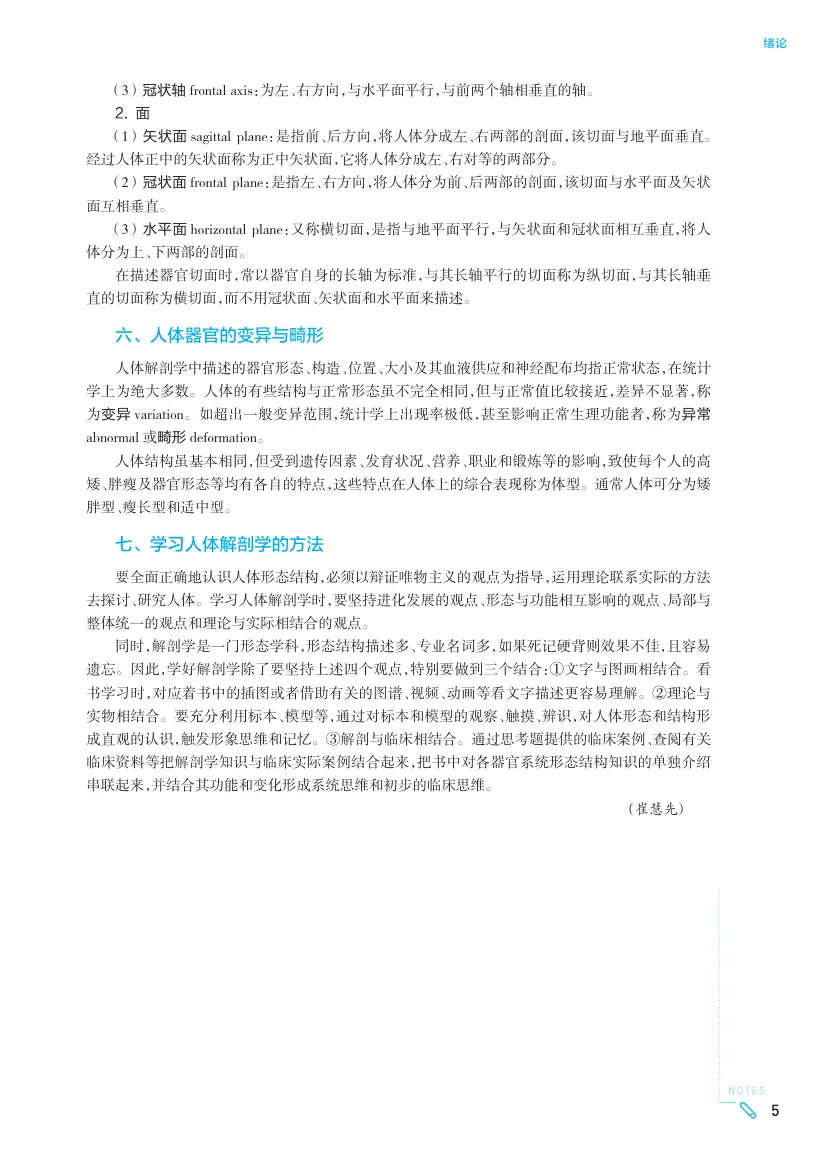 绪论
（3）冠状轴 frontal axis：为左、右方向，与水平面平行，与前两个轴相垂直的轴。
2. 面
（1）矢状面 sagittal plane：是指前、后方向，将人体分成左、右两部的剖面，该切面与地平面垂直。
经过人体正中的矢状面称为正中矢状面，它将人体分成左、右对等的两部分。
（2）冠状面 frontal plane：是指左、右方向，将人体分为前、后两部的剖面，该切面与水平面及矢状
面互相垂直。
（3）水平面 horizontal plane：又称横切面，是指与地平面平行，与矢状面和冠状面相互垂直，将人
体分为上、下两部的剖面。
在描述器官切面时，常以器官自身的长轴为标准，与其长轴平行的切面称为纵切面，与其长轴垂
直的切面称为横切面，而不用冠状面、矢状面和水平面来描述。
六、人体器官的变异与畸形
人体解剖学中描述的器官形态、构造、位置、大小及其血液供应和神经配布均指正常状态，在统计
学上为绝大多数。人体的有些结构与正常形态虽不完全相同，但与正常值比较接近，差异不显著，称
为变异 variation。如超出一般变异范围，统计学上出现率极低，甚至影响正常生理功能者，称为异常
abnormal 或畸形 deformation。
人体结构虽基本相同，但受到遗传因素、发育状况、营养、职业和锻炼等的影响，致使每个人的高
矮、胖瘦及器官形态等均有各自的特点，这些特点在人体上的综合表现称为体型。通常人体可分为矮
胖型、瘦长型和适中型。
七、学习人体解剖学的方法
要全面正确地认识人体形态结构，必须以辩证唯物主义的观点为指导，运用理论联系实际的方法
去探讨、研究人体。学习人体解剖学时，要坚持进化发展的观点、形态与功能相互影响的观点、局部与
整体统一的观点和理论与实际相结合的观点。
同时，解剖学是一门形态学科，形态结构描述多、专业名词多，如果死记硬背则效果不佳，且容易
遗忘。因此，学好解剖学除了要坚持上述四个观点，特别要做到三个结合：①文字与图画相结合。看
书学习时，对应着书中的插图或者借助有关的图谱、视频、动画等看文字描述更容易理解。②理论与
实物相结合。要充分利用标本、模型等，通过对标本和模型的观察、触摸、辨识，对人体形态和结构形
成直观的认识，触发形象思维和记忆。③解剖与临床相结合。通过思考题提供的临床案例、查阅有关
临床资料等把解剖学知识与临床实际案例结合起来，把书中对各器官系统形态结构知识的单独介绍
串联起来，并结合其功能和变化形成系统思维和初步的临床思维。
（崔慧先）
NOTES
5